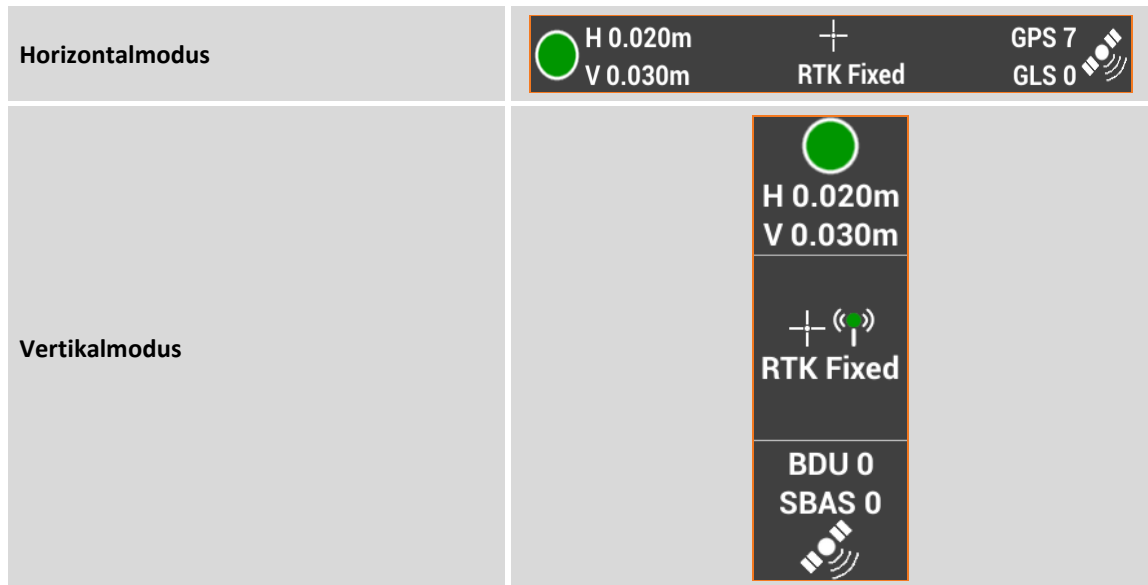 Horizontalmodus
H 0.020m
V 0.030m
RTK Fixed
GPS 7
GLS 0
Vertikalmodus
H 0.020m
V 0.030m
RTK Fixed
BDU 0
SBAS 0